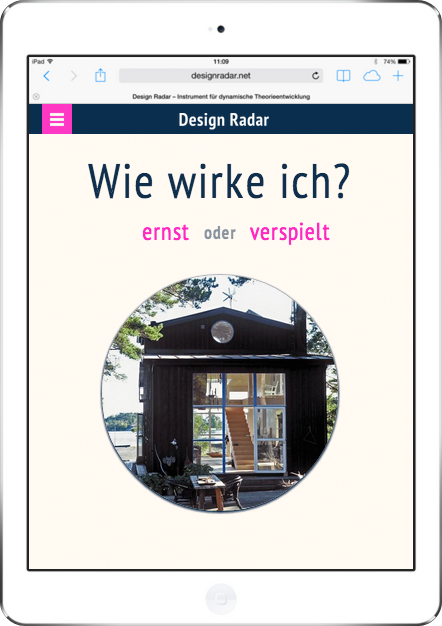 iPad
11:09
74%
designradar.net
Design Radar – Instrument für dynamische Theorieentwicklung
Design Radar
Wie wirke ich?
ernst oder verspielt